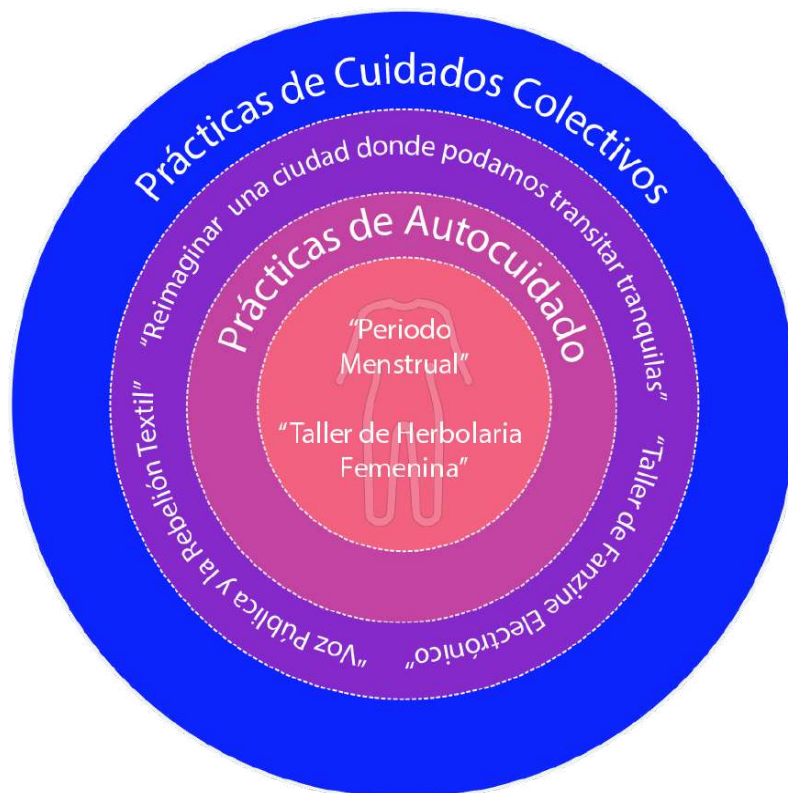 Prácticas de Cuidados Colectivos
“Reimaginar una ciudad donde podamos transitar tranquilas”
“Taller de Fanzine Electrónico”
“Voz Pública y la Rebelión Textil”
Prácticas de Autocuidado
“Periodo
Menstrual”
“Taller de Herbolaria
Femenina”